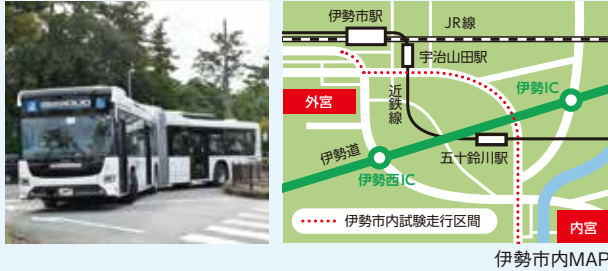 伊勢市駅
JR線
宇治山田駅
近鉄線
外宮
伊勢IC
伊勢道
五十鈴川駅
伊勢西IC
伊勢市内試験走行区間
内宮
伊勢市内MAP